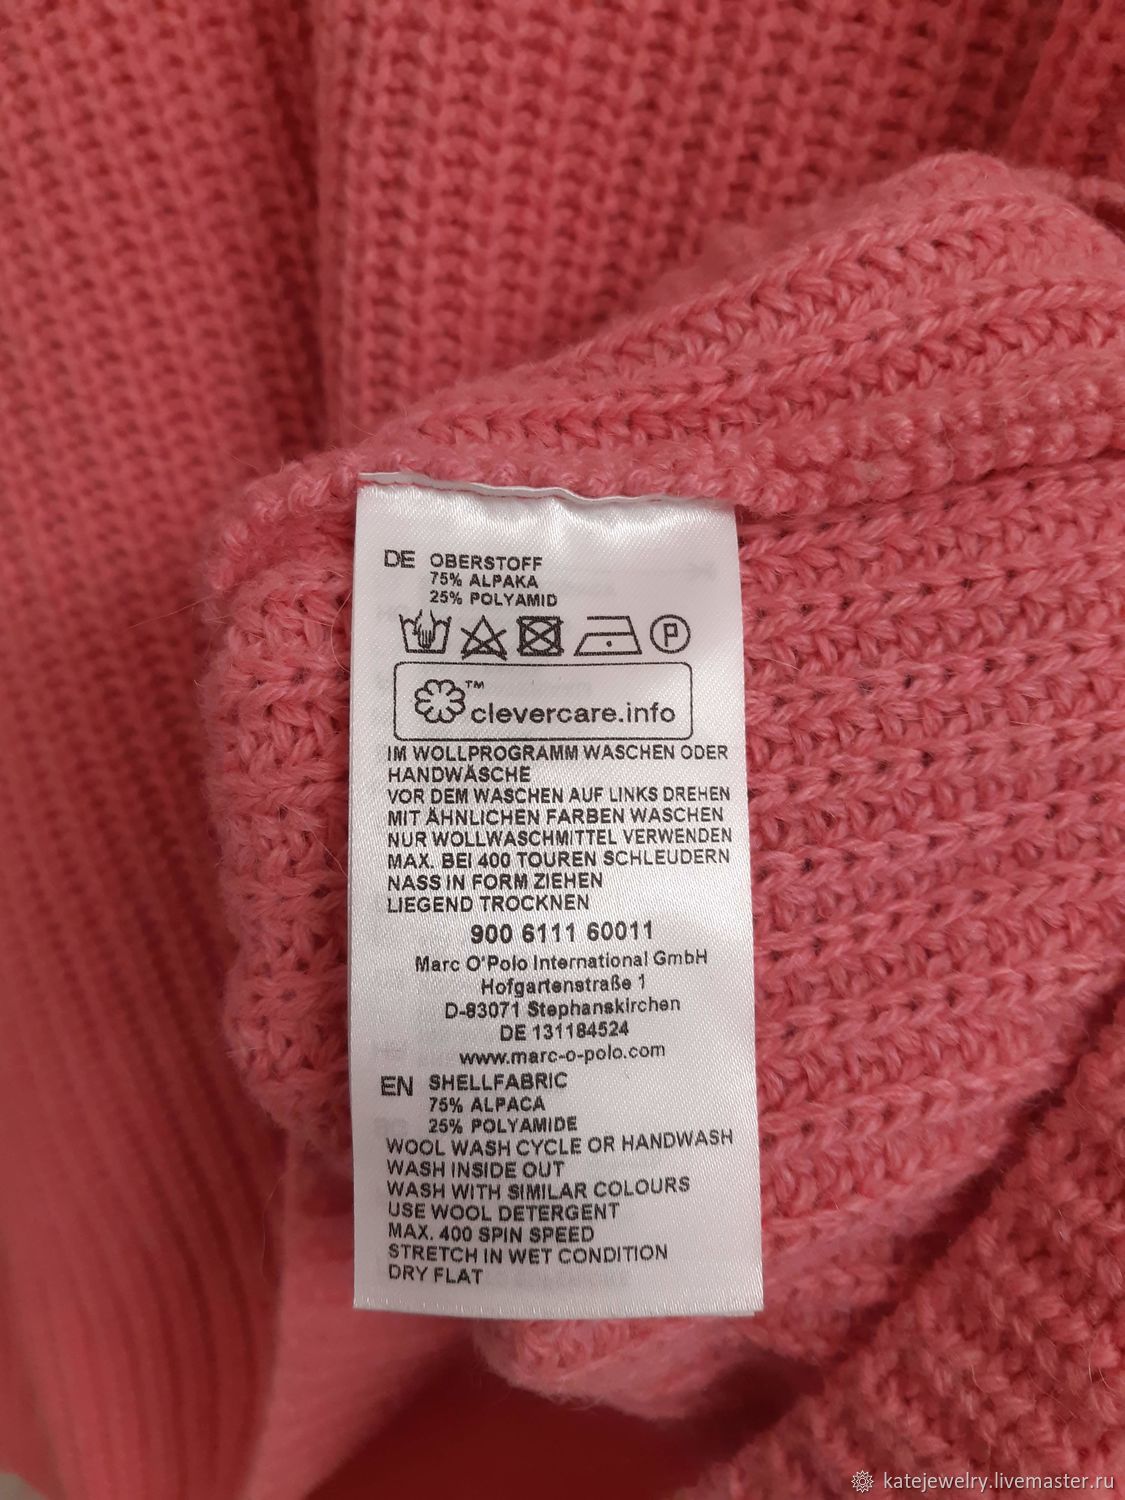 DE OBERSTOFF
75% ALPAKA
25% POLYAMID
P
™
clevercare.info
IM WOLLPROGRAMM WASCHEN ODER
HANDWÄSCHE
VOR DEM WASCHEN AUF LINKS DREHEN
MIT ÄHNLICHEN FARBEN WASCHEN
NUR WOLLWASCHMITTEL VERWENDEN
MAX. BEI 400 TOUREN SCHLEUDERN
NASS IN FORM ZIEHEN
LIEGEND TROCKNEN
900 6111 60011
Marc O'Polo International GmbH
Hofgartenstraße 1
D-83071 Stephanskirchen
DE 131184524
www.marc-o-polo.com
EN SHELLFABRIC
75% ALPACA
25% POLYAMIDE
WOOL WASH CYCLE OR HANDWASH
WASH INSIDE OUT
WASH WITH SIMILAR COLOURS
USE WOOL DETERGENT
MAX. 400 SPIN SPEED
STRETCH IN WET CONDITION
DRY FLAT
katejewelry.livemaster.ru